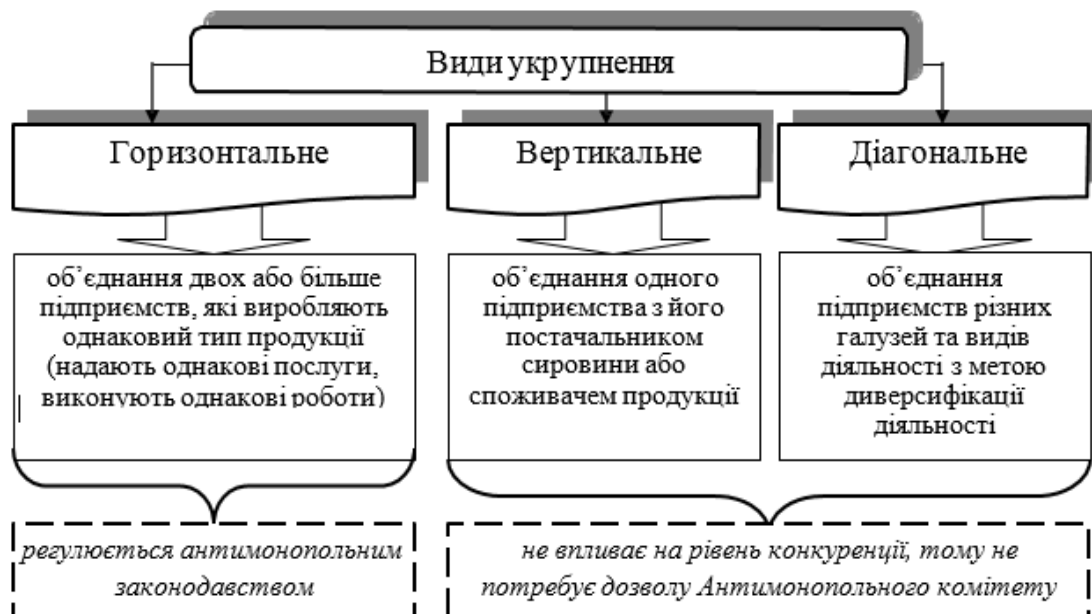 Види укрупнення
Горизонтальне
об’єднання двох або більше
підприємств, які виробляють
однаковий тип продукції
(надають однакові послуги,
виконують однакові роботи)
регулюється антимонопольним
законодавством
Вертикальне
об’єднання одного
підприємства з його
постачальником
сировини або
споживачем продукції
Діагональне
об’єднання
підприємств різних
галузей та видів
діяльності з метою
диверсифікації
діяльності
не впливає на рівень конкуренції, тому не
потребує дозволу Антимонопольного комітету